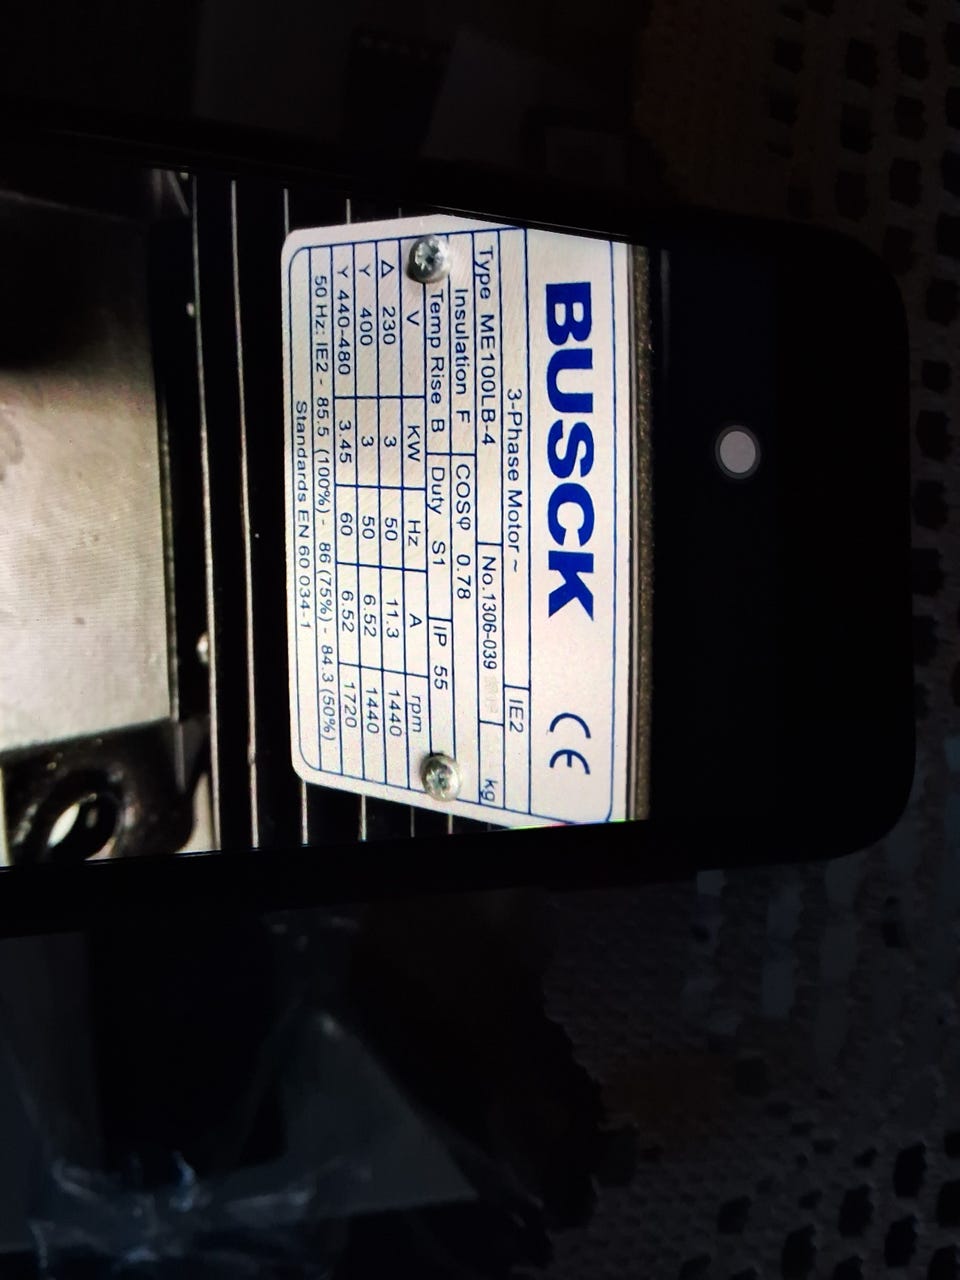 BUSCK CE
3-Phase Motor ~ IE2
Type ME100LB-4 No.1306-039 kg
Insulation F COSφ 0.78
Temp Rise B Duty S1 IP 55
V KW Hz A rpm
Δ 230 3 50 11.3 1440
Y 400 3 50 6.52 1440
Y 440-480 3.45 60 6.52 1720
50 Hz: IE2 - 85.5 (100%) - 86 (75%) - 84.3 (50%)
Standards EN 60 034-1